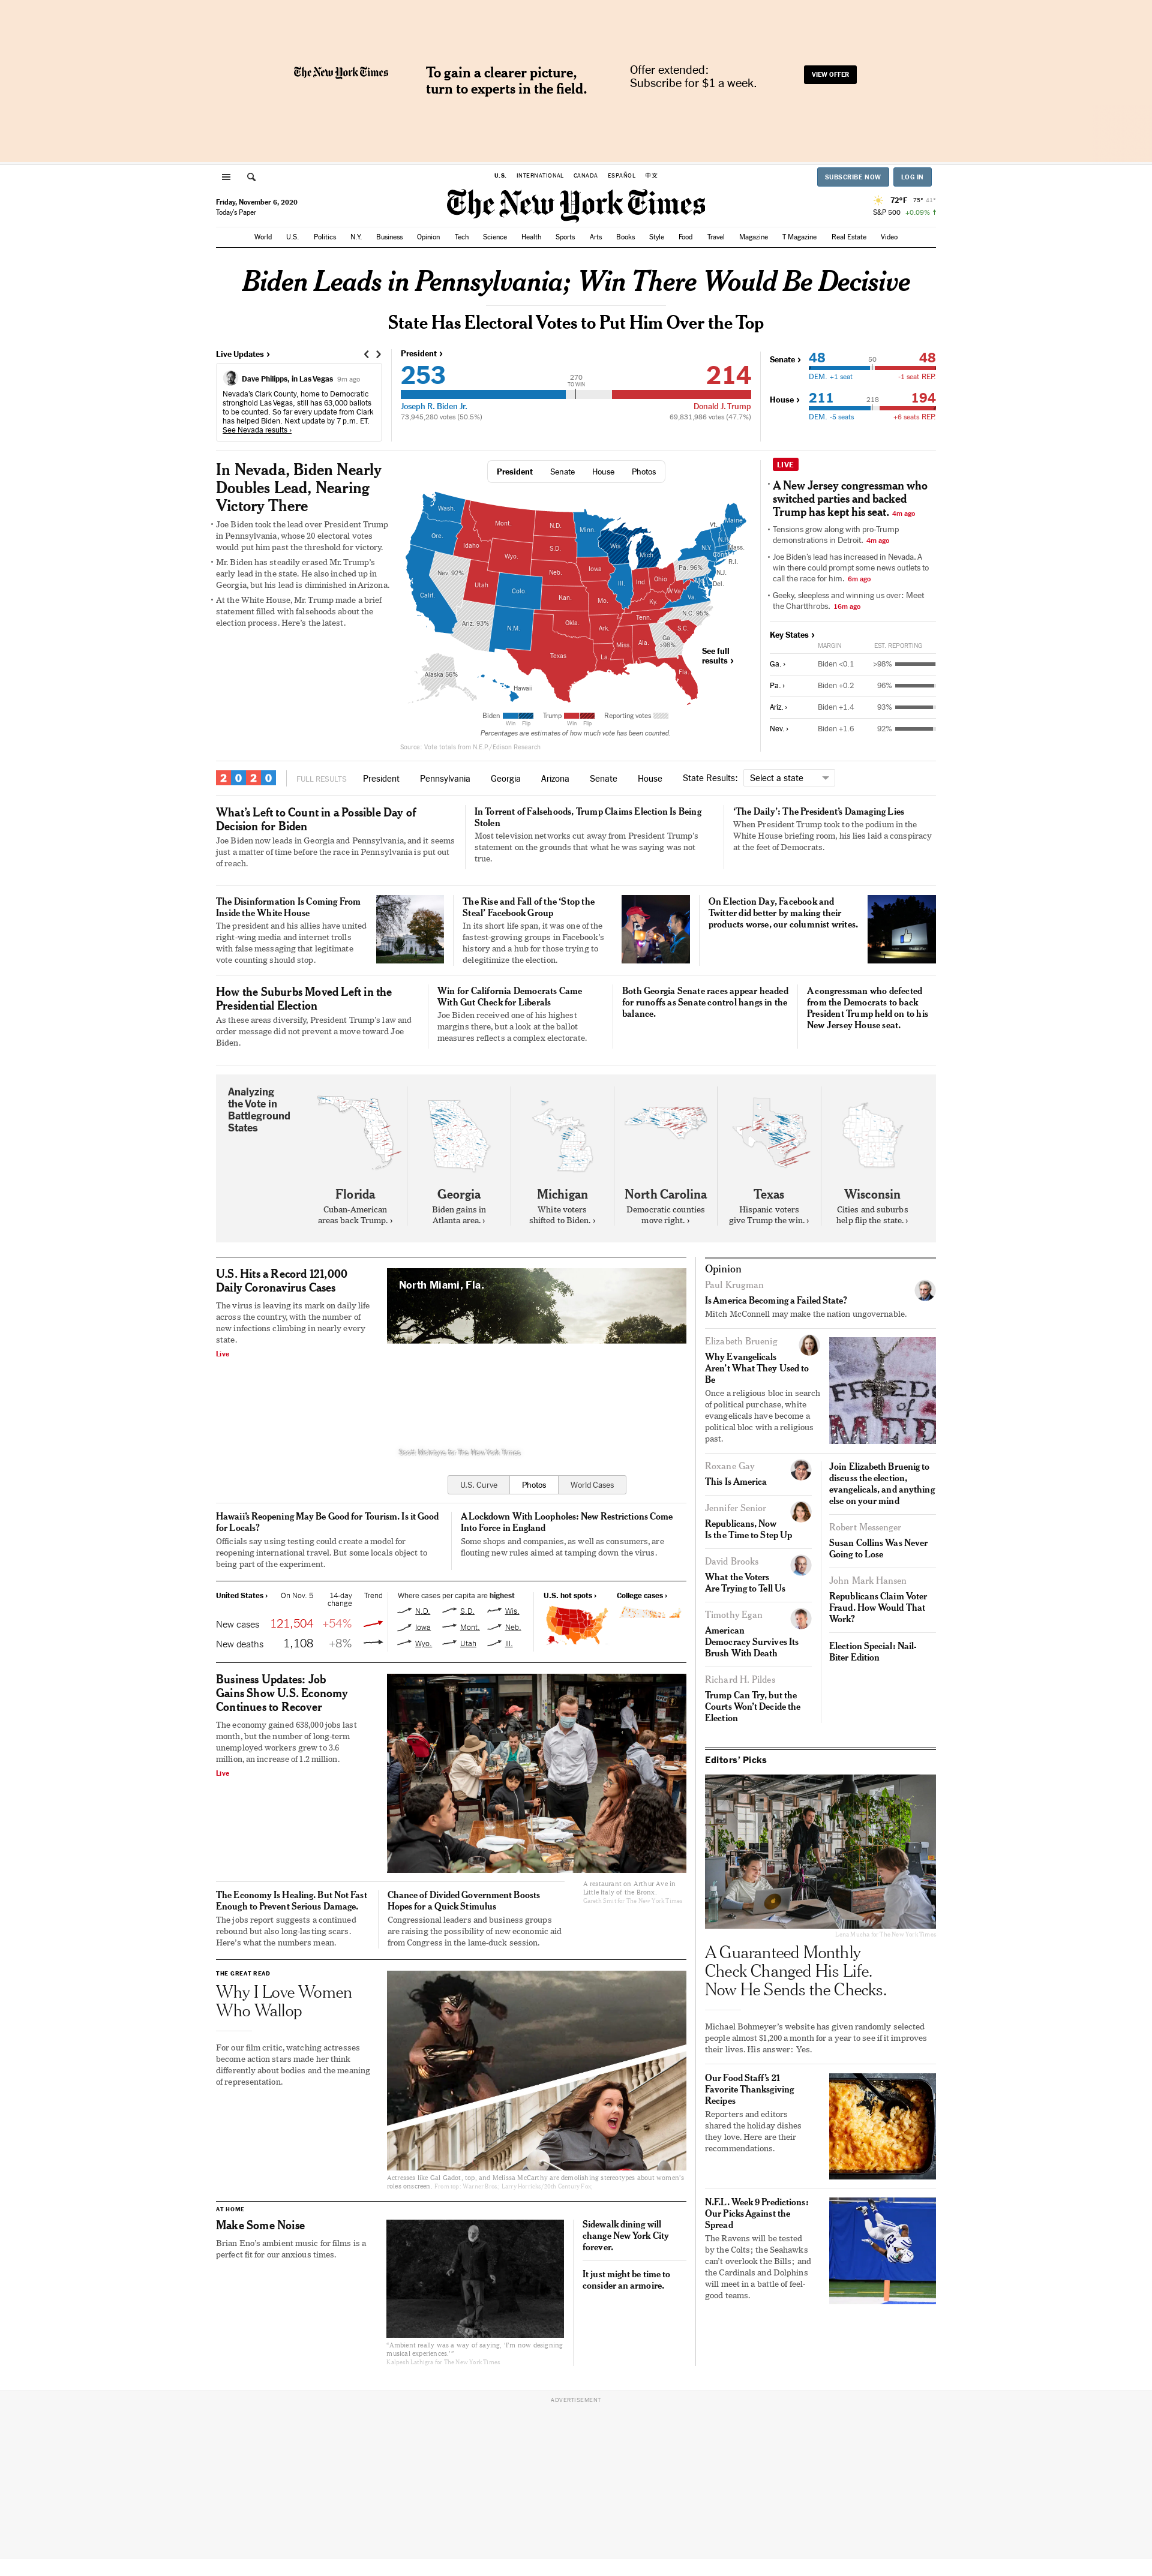 The New York Times
To gain a clearer picture,
turn to experts in the field.
Offer extended:
Subscribe for $1 a week.
VIEW OFFER
U.S. INTERNATIONAL CANADA ESPAÑOL 中文
SUBSCRIBE NOW
LOG IN
Friday, November 6, 2020
Today's Paper
The New York Times
72°F 75° 41°
S&P 500 +0.09%
World U.S. Politics N.Y. Business Opinion Tech Science Health Sports Arts Books Style Food Travel Magazine T Magazine Real Estate Video
Biden Leads in Pennsylvania; Win There Would Be Decisive
State Has Electoral Votes to Put Him Over the Top
Live Updates ›
Dave Philipps, in Las Vegas 9m ago
Nevada's Clark County, home to Democratic
stronghold Las Vegas, still has 63,000 ballots
to be counted. So far every update from Clark
has helped Biden. Next update by 7 p.m. ET.
See Nevada results ›
President ›
253
270
TO WIN
214
Joseph R. Biden Jr.
Donald J. Trump
73,945,280 votes (50.5%)
69,831,986 votes (47.7%)
Senate ›
48
50
48
DEM. +1 seat
-1 seat REP.
House ›
211
218
194
DEM. -5 seats
+6 seats REP.
In Nevada, Biden Nearly
Doubles Lead, Nearing
Victory There
• Joe Biden took the lead over President Trump
in Pennsylvania, whose 20 electoral votes
would put him past the threshold for victory.
• Mr. Biden has steadily erased Mr. Trump's
early lead in the state. He also inched up in
Georgia, but his lead is diminished in Arizona.
• At the White House, Mr. Trump made a brief
statement filled with falsehoods about the
election process. Here's the latest.
President Senate House Photos
Wash.
Mont.
N.D.
Minn.
Vt.
Maine
Ore.
Idaho
S.D.
Wis.
Mich.
N.Y.
N.H.
Mass.
Conn.
R.I.
Wyo.
Nev. 92%
Neb.
Iowa
Pa. 96%
N.J.
Utah
Colo.
Ill.
Ind.
Ohio
Del.
Calif.
Kan.
Mo.
W.Va.
Va.
Ky.
Ariz. 93%
N.M.
Okla.
Ark.
Tenn.
N.C. 95%
S.C.
Texas
Miss.
Ala.
Ga.
>98%
La.
Fla.
Alaska 56%
Hawaii
See full
results ›
Biden
Win Flip
Trump
Win Flip
Reporting votes
Percentages are estimates of how much vote has been counted.
Source: Vote totals from N.E.P./Edison Research
LIVE
• A New Jersey congressman who
switched parties and backed
Trump has kept his seat. 4m ago
• Tensions grow along with pro-Trump
demonstrations in Detroit. 4m ago
• Joe Biden's lead has increased in Nevada. A
win there could prompt some news outlets to
call the race for him. 6m ago
• Geeky, sleepless and winning us over: Meet
the Chartthrobs. 16m ago
Key States ›
MARGIN EST. REPORTING
Ga. › Biden <0.1 >98%
Pa. › Biden +0.2 96%
Ariz. › Biden +1.4 93%
Nev. › Biden +1.6 92%
2020
FULL RESULTS President Pennsylvania Georgia Arizona Senate House State Results: Select a state
What's Left to Count in a Possible Day of
Decision for Biden
Joe Biden now leads in Georgia and Pennsylvania, and it seems
just a matter of time before the race in Pennsylvania is put out
of reach.
In Torrent of Falsehoods, Trump Claims Election Is Being
Stolen
Most television networks cut away from President Trump's
statement on the grounds that what he was saying was not
true.
'The Daily': The President's Damaging Lies
When President Trump took to the podium in the
White House briefing room, his lies laid a conspiracy
at the feet of Democrats.
The Disinformation Is Coming From
Inside the White House
The president and his allies have united
right-wing media and internet trolls
with false messaging that legitimate
vote counting should stop.
The Rise and Fall of the 'Stop the
Steal' Facebook Group
In its short life span, it was one of the
fastest-growing groups in Facebook's
history and a hub for those trying to
delegitimize the election.
On Election Day, Facebook and
Twitter did better by making their
products worse, our columnist writes.
How the Suburbs Moved Left in the
Presidential Election
As these areas diversify, President Trump's law and
order message did not prevent a move toward Joe
Biden.
Win for California Democrats Came
With Gut Check for Liberals
Joe Biden received one of his highest
margins there, but a look at the ballot
measures reflects a complex electorate.
Both Georgia Senate races appear headed
for runoffs as Senate control hangs in the
balance.
A congressman who defected
from the Democrats to back
President Trump held on to his
New Jersey House seat.
Analyzing
the Vote in
Battleground
States
Florida
Cuban-American
areas back Trump. ›
Georgia
Biden gains in
Atlanta area. ›
Michigan
White voters
shifted to Biden. ›
North Carolina
Democratic counties
move right. ›
Texas
Hispanic voters
give Trump the win. ›
Wisconsin
Cities and suburbs
help flip the state. ›
U.S. Hits a Record 121,000
Daily Coronavirus Cases
The virus is leaving its mark on daily life
across the country, with the number of
new infections climbing in nearly every
state.
Live
North Miami, Fla.
Scott McIntyre for The New York Times
U.S. Curve Photos World Cases
Hawaii's Reopening May Be Good for Tourism. Is it Good
for Locals?
Officials say using testing could create a model for
reopening international travel. But some locals object to
being part of the experiment.
A Lockdown With Loopholes: New Restrictions Come
Into Force in England
Some shops and companies, as well as consumers, are
flouting new rules aimed at tamping down the virus.
United States › On Nov. 5 14-day
change Trend
New cases 121,504 +54%
New deaths 1,108 +8%
Where cases per capita are highest
N.D. S.D. Wis.
Iowa Mont. Neb.
Wyo. Utah Ill.
U.S. hot spots ›
College cases ›
Business Updates: Job
Gains Show U.S. Economy
Continues to Recover
The economy gained 638,000 jobs last
month, but the number of long-term
unemployed workers grew to 3.6
million, an increase of 1.2 million.
Live
A restaurant on Arthur Ave in
Little Italy of the Bronx.
Gareth Smit for The New York Times
The Economy Is Healing. But Not Fast
Enough to Prevent Serious Damage.
The jobs report suggests a continued
rebound but also long-lasting scars.
Here's what the numbers mean.
Chance of Divided Government Boosts
Hopes for a Quick Stimulus
Congressional leaders and business groups
are raising the possibility of new economic aid
from Congress in the lame-duck session.
THE GREAT READ
Why I Love Women
Who Wallop
For our film critic, watching actresses
become action stars made her think
differently about bodies and the meaning
of representation.
Actresses like Gal Gadot, top, and Melissa McCarthy are demolishing stereotypes about women's
roles onscreen. From top: Warner Bros.; Larry Horricks/20th Century Fox
AT HOME
Make Some Noise
Brian Eno's ambient music for films is a
perfect fit for our anxious times.
"Ambient really was a way of saying, 'I'm now designing
musical experiences.'"
Kalpesh Lathigra for The New York Times
Sidewalk dining will
change New York City
forever.
It just might be time to
consider an armoire.
Opinion
Paul Krugman
Is America Becoming a Failed State?
Mitch McConnell may make the nation ungovernable.
Elizabeth Bruenig
Why Evangelicals
Aren't What They Used to
Be
Once a religious bloc in search
of political purchase, white
evangelicals have become a
political bloc with a religious
past.
FREED
of
MED
Roxane Gay
This Is America
Jennifer Senior
Republicans, Now
Is the Time to Step Up
David Brooks
What the Voters
Are Trying to Tell Us
Timothy Egan
American
Democracy Survives Its
Brush With Death
Richard H. Pildes
Trump Can Try, but the
Courts Won't Decide the
Election
Join Elizabeth Bruenig to
discuss the election,
evangelicals, and anything
else on your mind
Robert Messenger
Susan Collins Was Never
Going to Lose
John Mark Hansen
Republicans Claim Voter
Fraud. How Would That
Work?
Election Special: Nail-
Biter Edition
Editors' Picks
Lena Mucha for The New York Times
A Guaranteed Monthly
Check Changed His Life.
Now He Sends the Checks.
Michael Bohmeyer's website has given randomly selected
people almost $1,200 a month for a year to see if it improves
their lives. His answer: Yes.
Our Food Staff's 21
Favorite Thanksgiving
Recipes
Reporters and editors
shared the holiday dishes
they love. Here are their
recommendations.
N.F.L. Week 9 Predictions:
Our Picks Against the
Spread
The Ravens will be tested
by the Colts; the Seahawks
can't overlook the Bills; and
the Cardinals and Dolphins
will meet in a battle of feel-
good teams.
ADVERTISEMENT